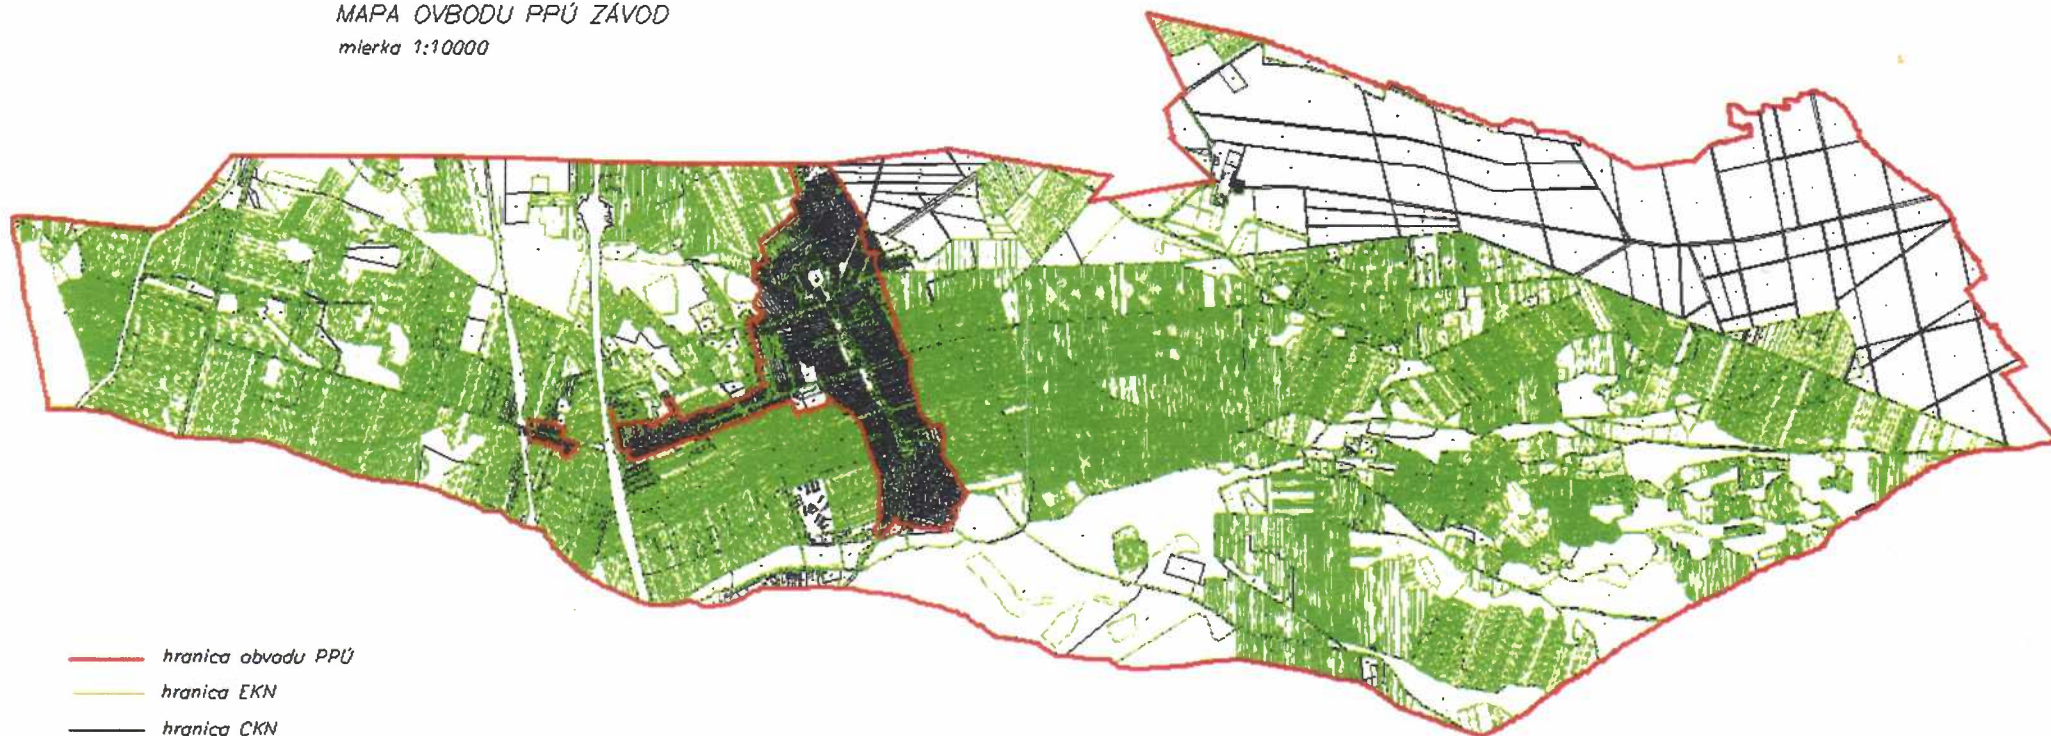 MAPA OVBODU PPÚ ZÁVOD
mierka 1:10000
hranica obvodu PPÚ
hranica EKN
hranica CKN